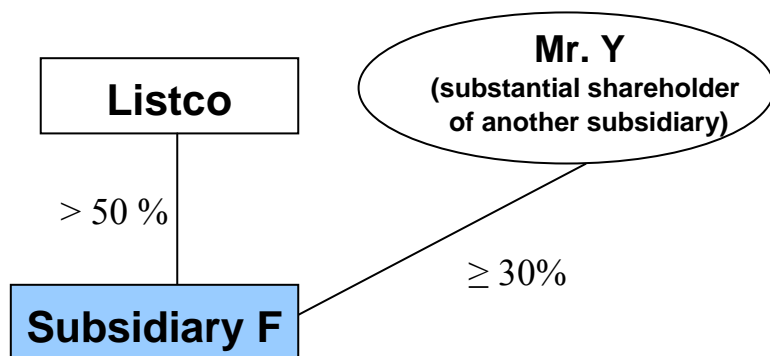 Mr. Y
(substantial shareholder
of another subsidiary)
Listco
> 50 %
≥ 30%
Subsidiary F